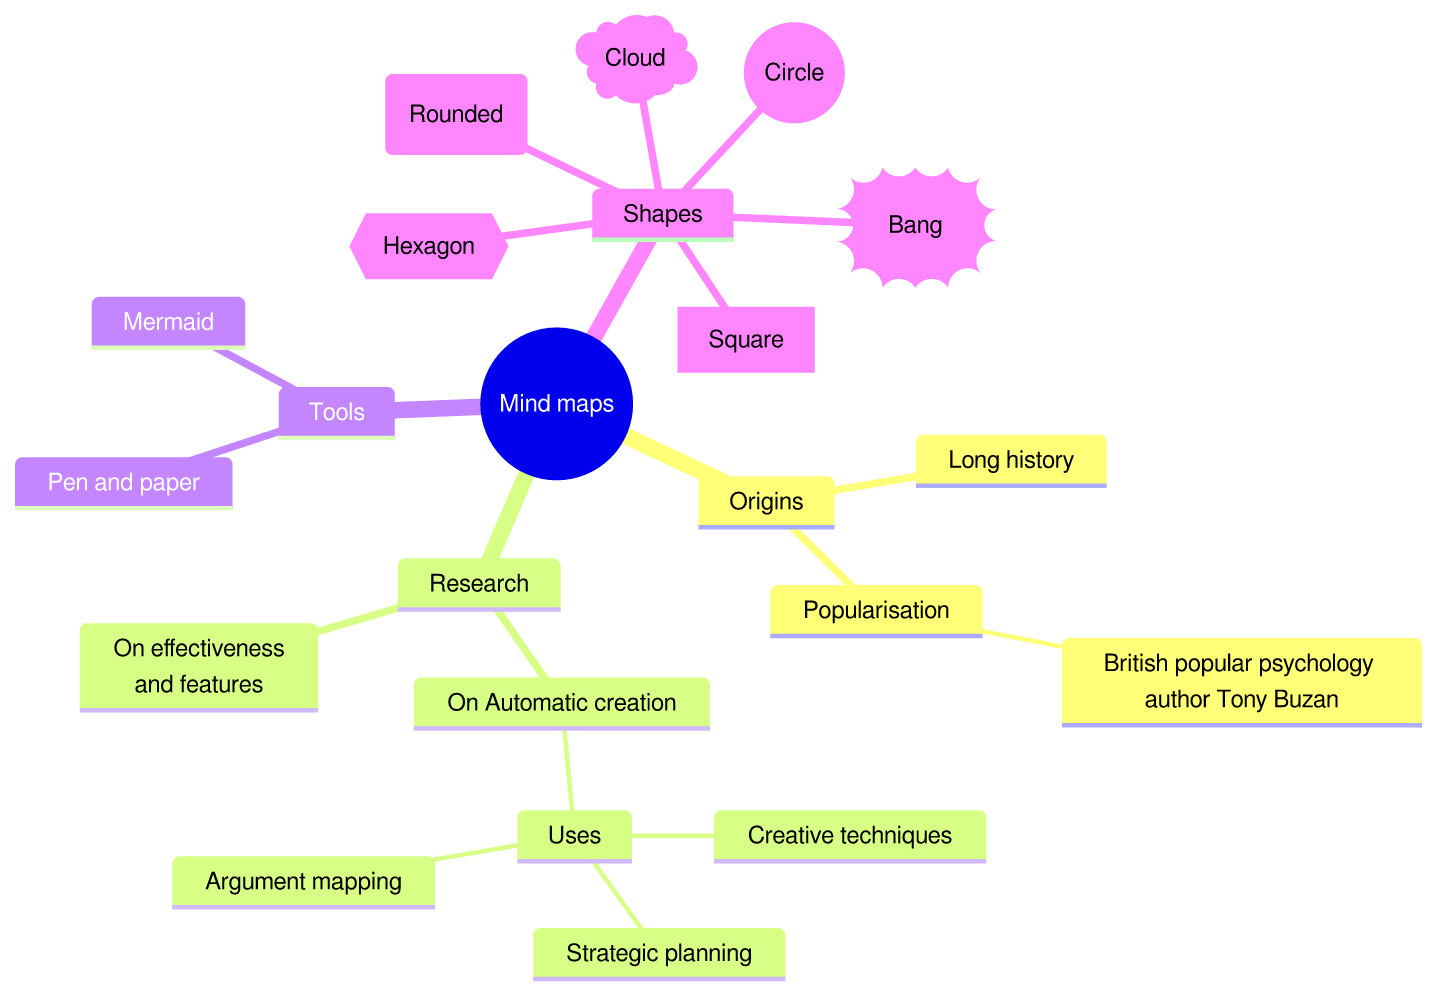 Cloud
Circle
Rounded
Shapes
Bang
Hexagon
Mermaid
Square
Tools
Mind maps
Long history
Pen and paper
Origins
Research
Popularisation
On effectiveness
and features
British popular psychology
author Tony Buzan
On Automatic creation
Uses
Creative techniques
Argument mapping
Strategic planning